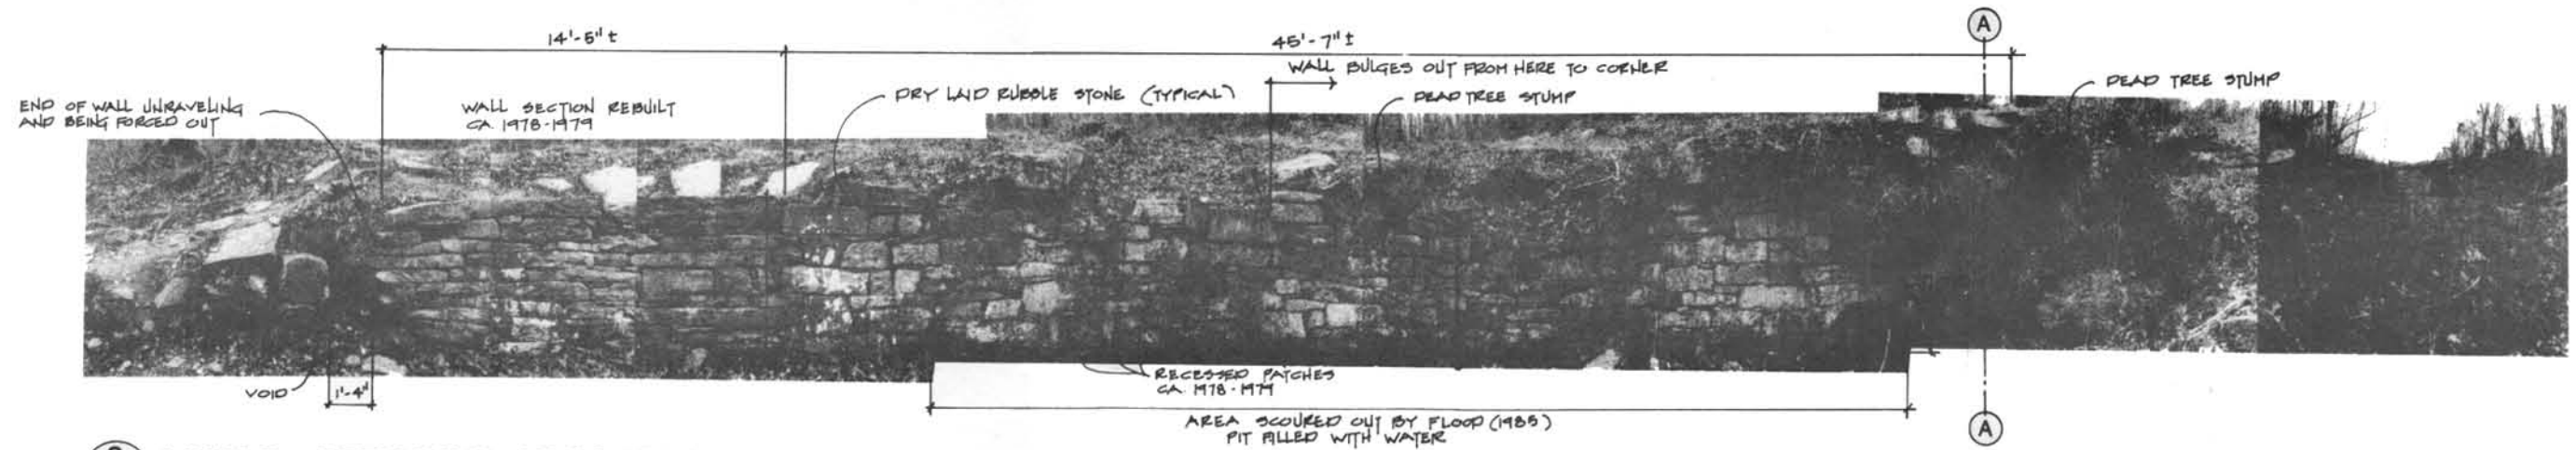 A
14'-5" ±
45'-7" ±
WALL BULGES OUT FROM HERE TO CORNER
DEAD TREE STUMP
END OF WALL UNRAVELING
AND BEING FORCED OUT
WALL SECTION REBUILT
CA. 1978-1979
DRY LAID RUBBLE STONE (TYPICAL)
DEAD TREE STUMP
VOID
1'-4"
RECESSED PATCHES
CA. 1978-1979
AREA SCOURED OUT BY FLOOD (1985)
PIT FILLED WITH WATER
A